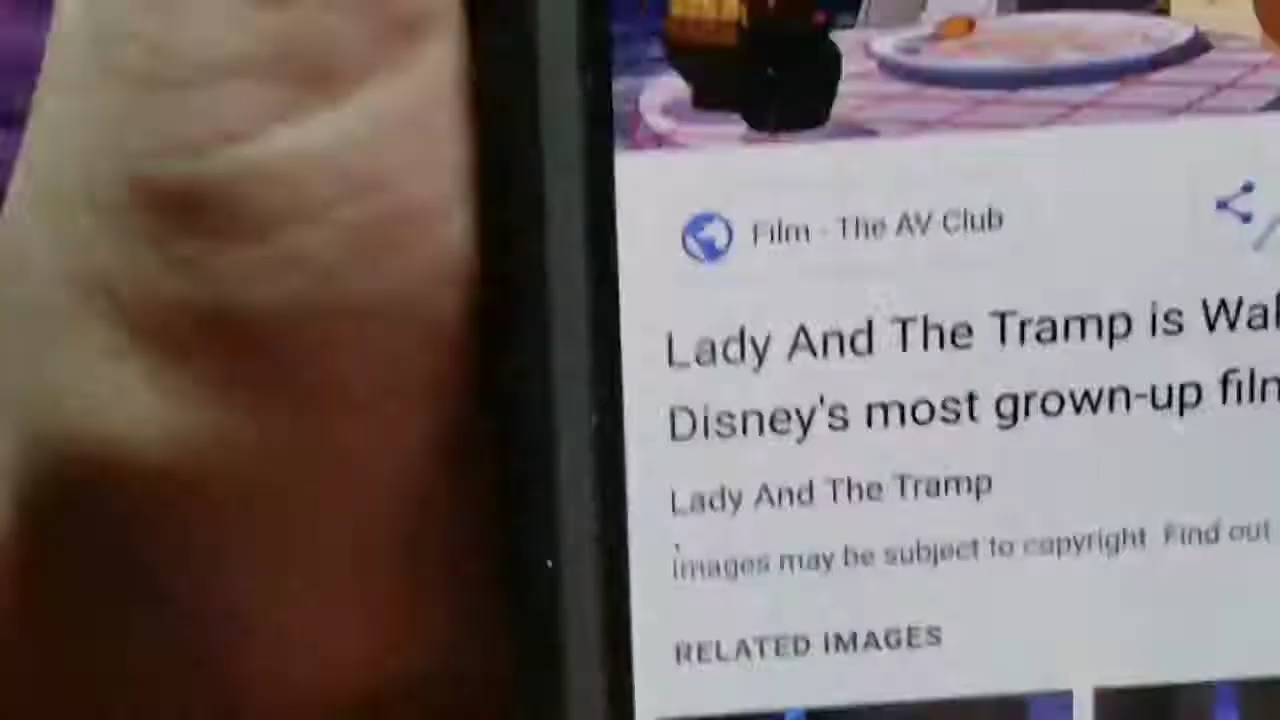 Film - The AV Club
Lady And The Tramp is Wal
Disney's most grown-up film
Lady And The Tramp
Images may be subject to copyright. Find out
RELATED IMAGES